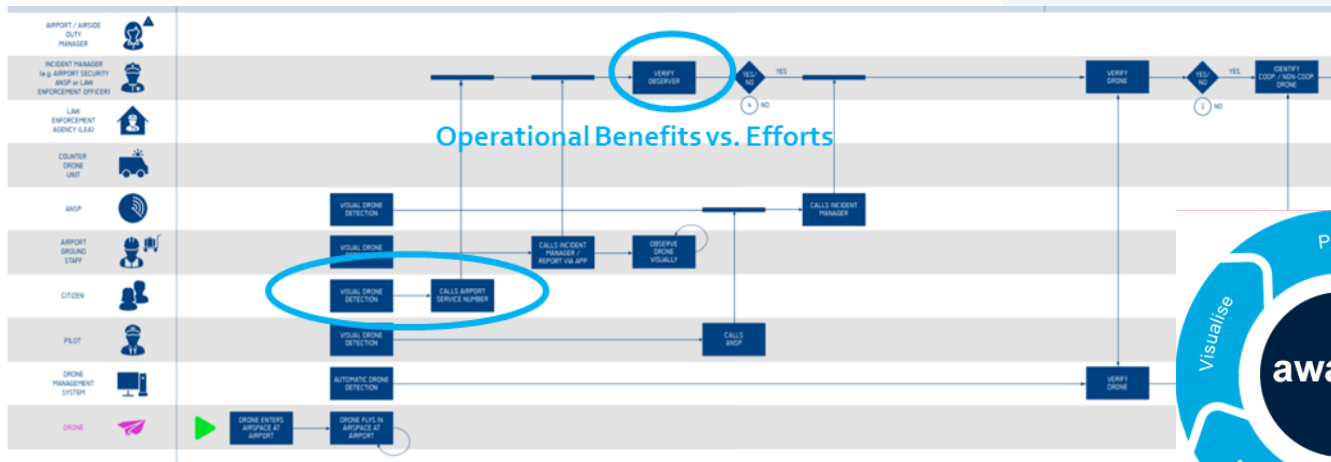 AIRPORT / AIRSIDE
DUTY
MANAGER
INCIDENT MANAGER
(e.g. AIRPORT SECURITY
ANSP or LAW
ENFORCEMENT OFFICER)
VERIFY
OBSERVER
YES/
NO
YES
4
NO
VERIFY
DRONE
YES/
NO
YES
1
NO
IDENTIFY
COOP. / NON-COOP.
DRONE
LAW
ENFORCEMENT
AGENCY (LEA)
Operational Benefits vs. Efforts
COUNTER
DRONE
UNIT
ANSP
VISUAL DRONE
DETECTION
CALLS INCIDENT
MANAGER
AIRPORT
GROUND
STAFF
VISUAL DRONE
CALLS INCIDENT
MANAGER /
REPORT VIA APP
OBSERVE
DRONE
VISUALLY
CITIZEN
VISUAL DRONE
DETECTION
CALLS AIRPORT
SERVICE NUMBER
PILOT
VISUAL DRONE
DETECTION
CALLS
ANSP
DRONE
MANAGEMENT
SYSTEM
AUTOMATIC DRONE
DETECTION
VERIFY
DRONE
DRONE
DRONE ENTERS
AIRSPACE AT
AIRPORT
DRONE FLYS IN
AIRSPACE AT
AIRPORT
P
Visualise
awa